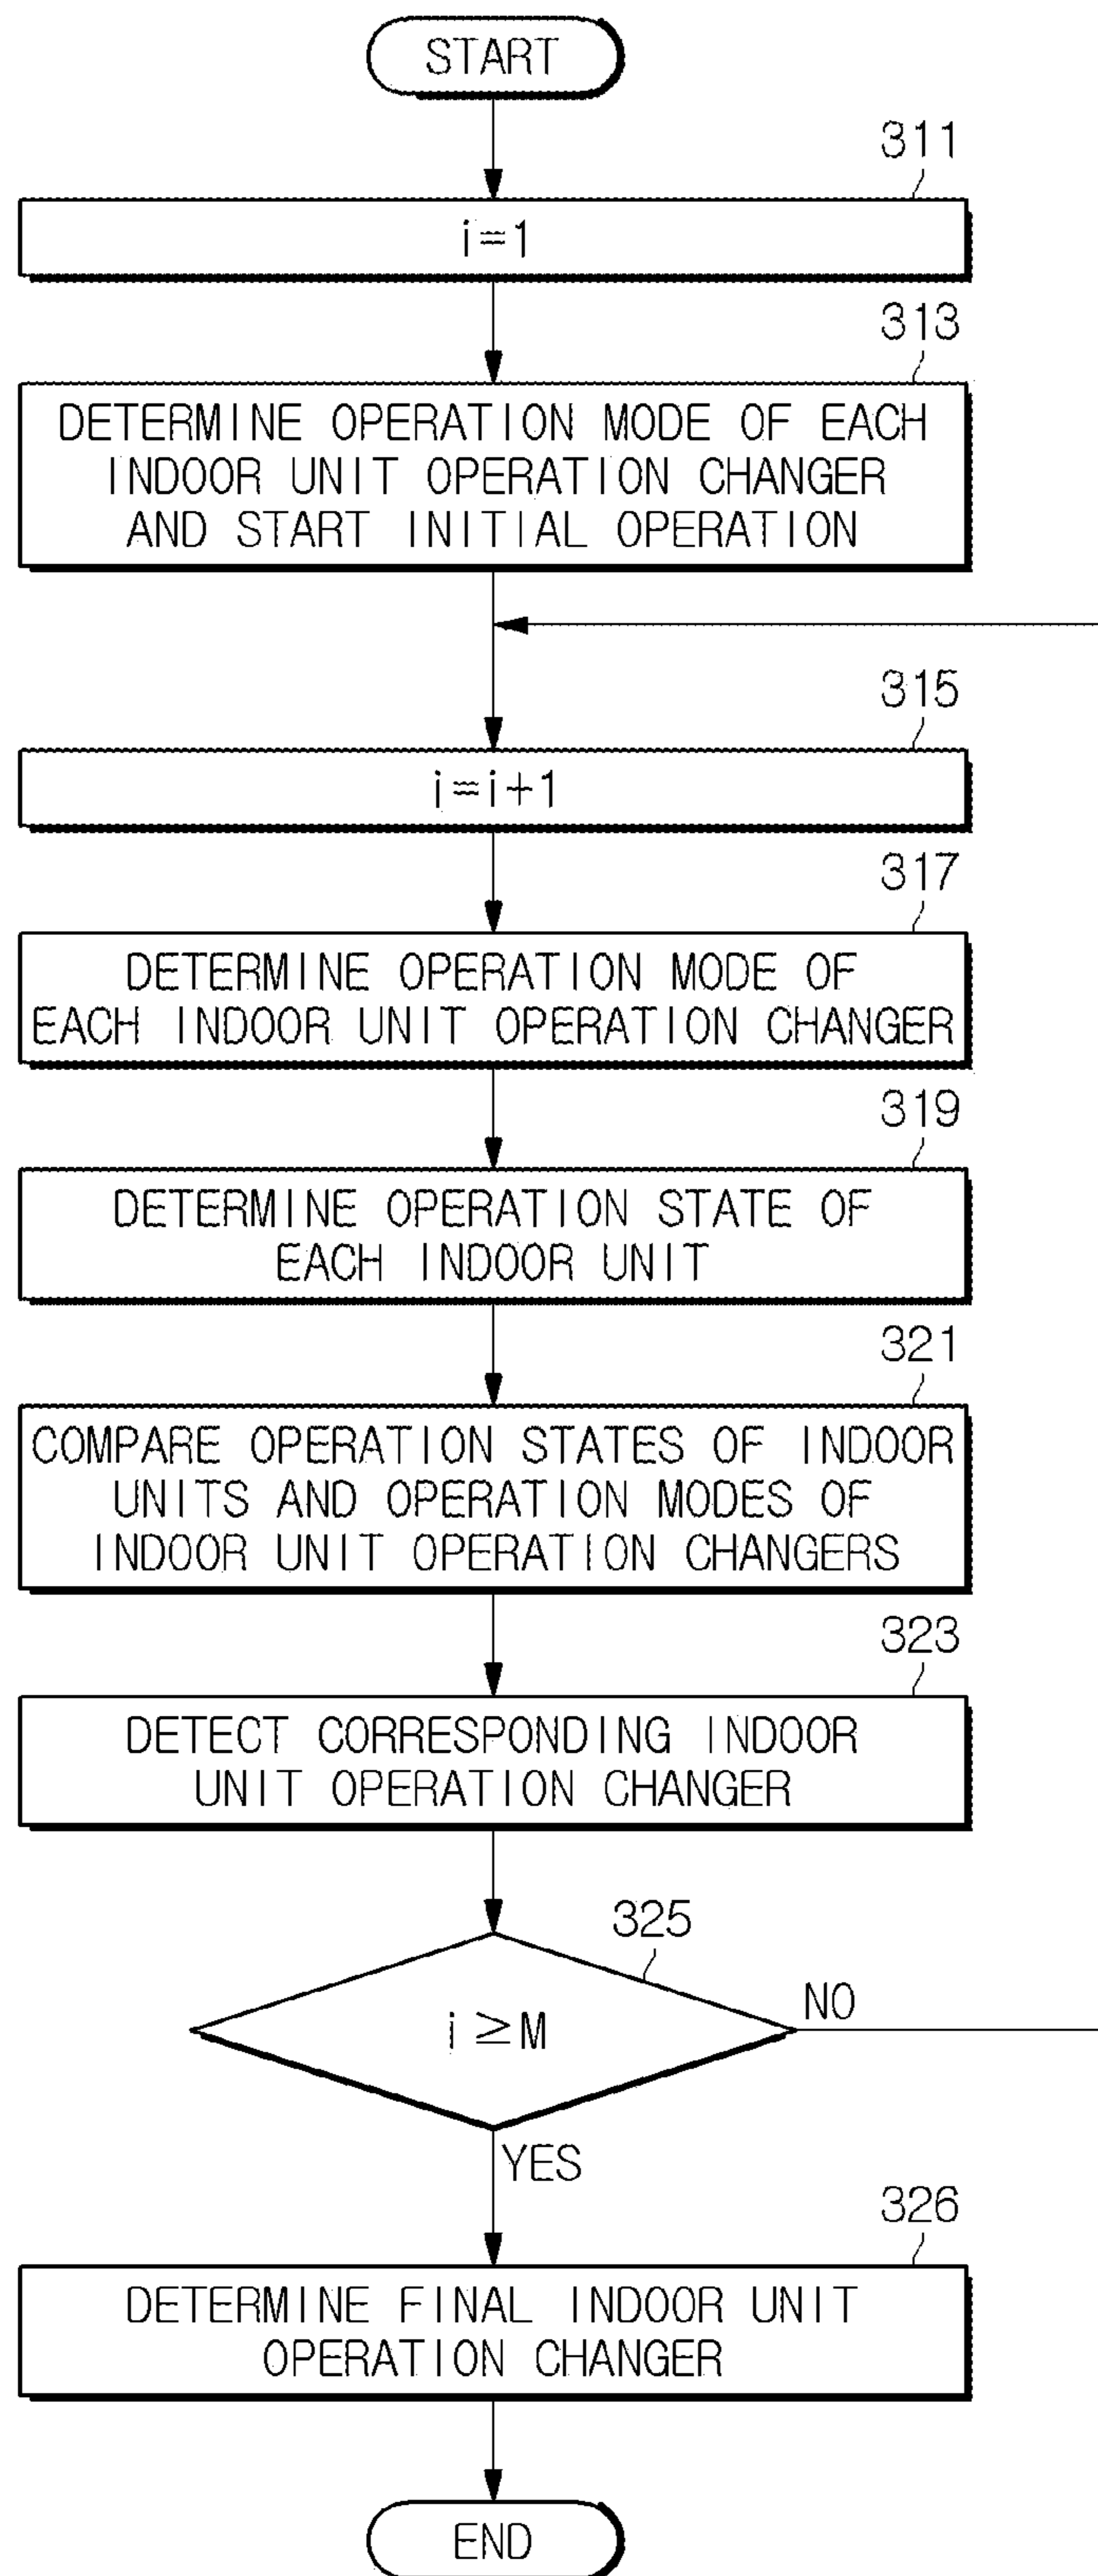 START
311
i=1
313
DETERMINE OPERATION MODE OF EACH
INDOOR UNIT OPERATION CHANGER
AND START INITIAL OPERATION
315
i=i+1
317
DETERMINE OPERATION MODE OF
EACH INDOOR UNIT OPERATION CHANGER
319
DETERMINE OPERATION STATE OF
EACH INDOOR UNIT
321
COMPARE OPERATION STATES OF INDOOR
UNITS AND OPERATION MODES OF
INDOOR UNIT OPERATION CHANGERS
323
DETECT CORRESPONDING INDOOR
UNIT OPERATION CHANGER
325
i ≥M
NO
YES
326
DETERMINE FINAL INDOOR UNIT
OPERATION CHANGER
END